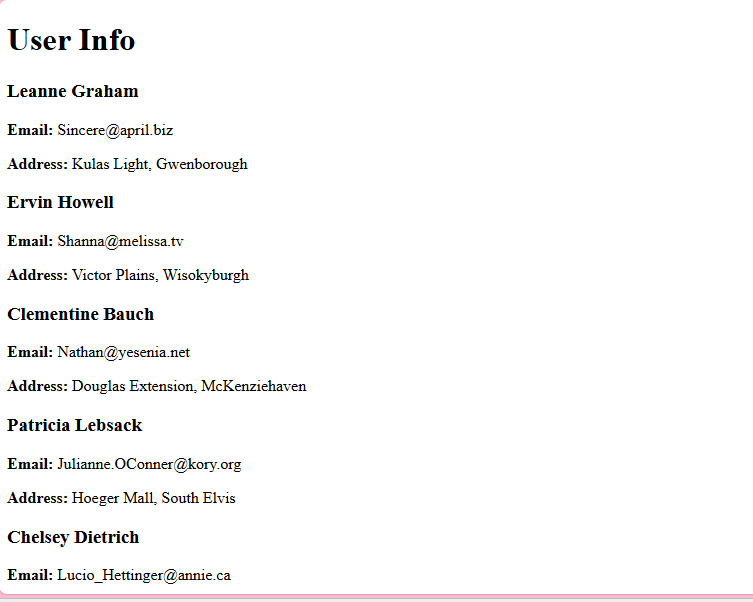 User Info
Leanne Graham
Email: Sincere@april.biz
Address: Kulas Light, Gwenborough
Ervin Howell
Email: Shanna@melissa.tv
Address: Victor Plains, Wisokyburgh
Clementine Bauch
Email: Nathan@yesenia.net
Address: Douglas Extension, McKenziehaven
Patricia Lebsack
Email: Julianne.OConner@kory.org
Address: Hoeger Mall, South Elvis
Chelsey Dietrich
Email: Lucio_Hettinger@annie.ca